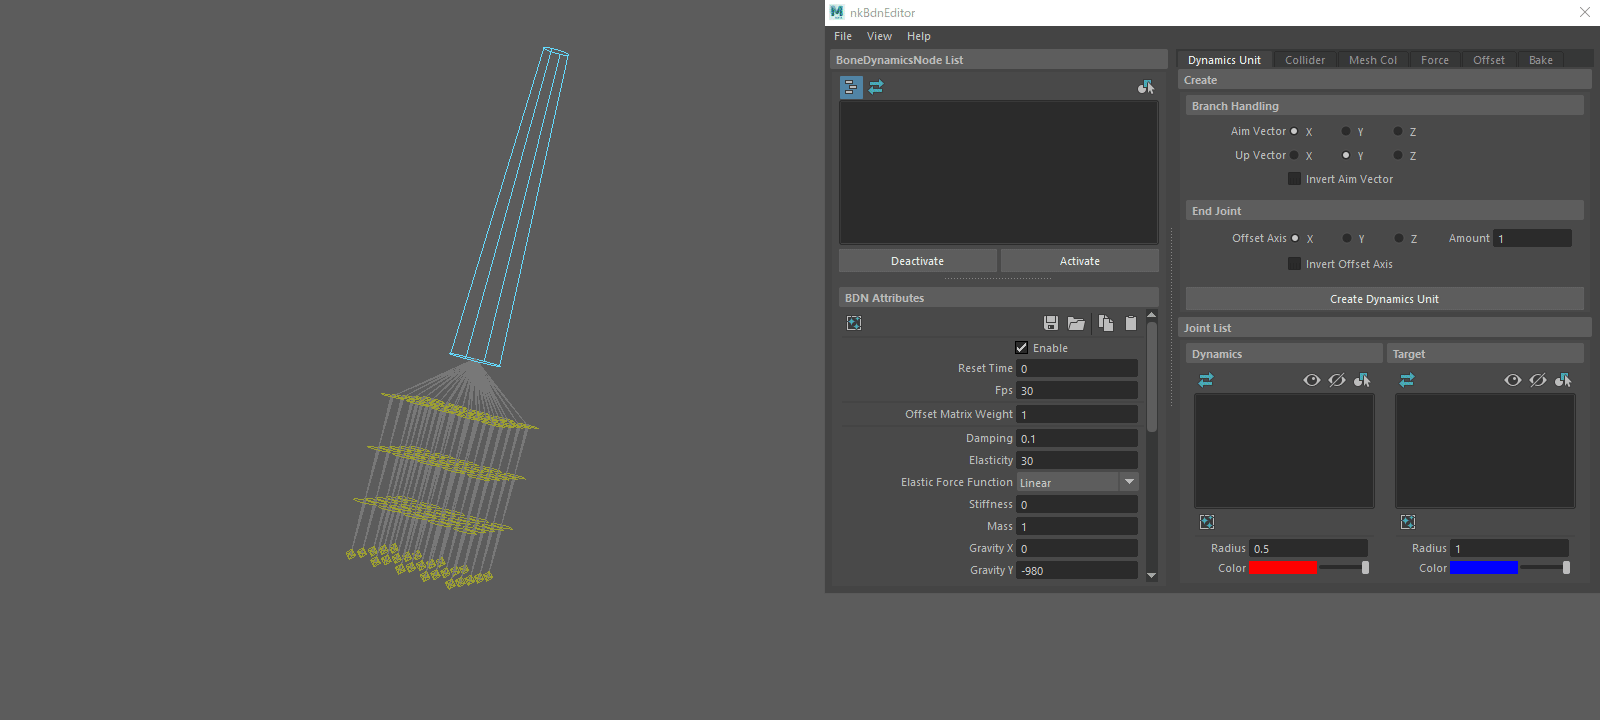 nkBdnEditor
File View Help
BoneDynamicsNode List
Deactivate Activate
BDN Attributes
Enable
Reset Time 0
Fps 30
Offset Matrix Weight 1
Damping 0.1
Elasticity 30
Elastic Force Function Linear
Stiffness 0
Mass 1
Gravity X 0
Gravity Y -980
Dynamics Unit Collider Mesh Col Force Offset Bake
Create
Branch Handling
Aim Vector X Y Z
Up Vector X Y Z
Invert Aim Vector
End Joint
Offset Axis X Y Z Amount 1
Invert Offset Axis
Create Dynamics Unit
Joint List
Dynamics Target
Radius 0.5 Radius 1
Color Color